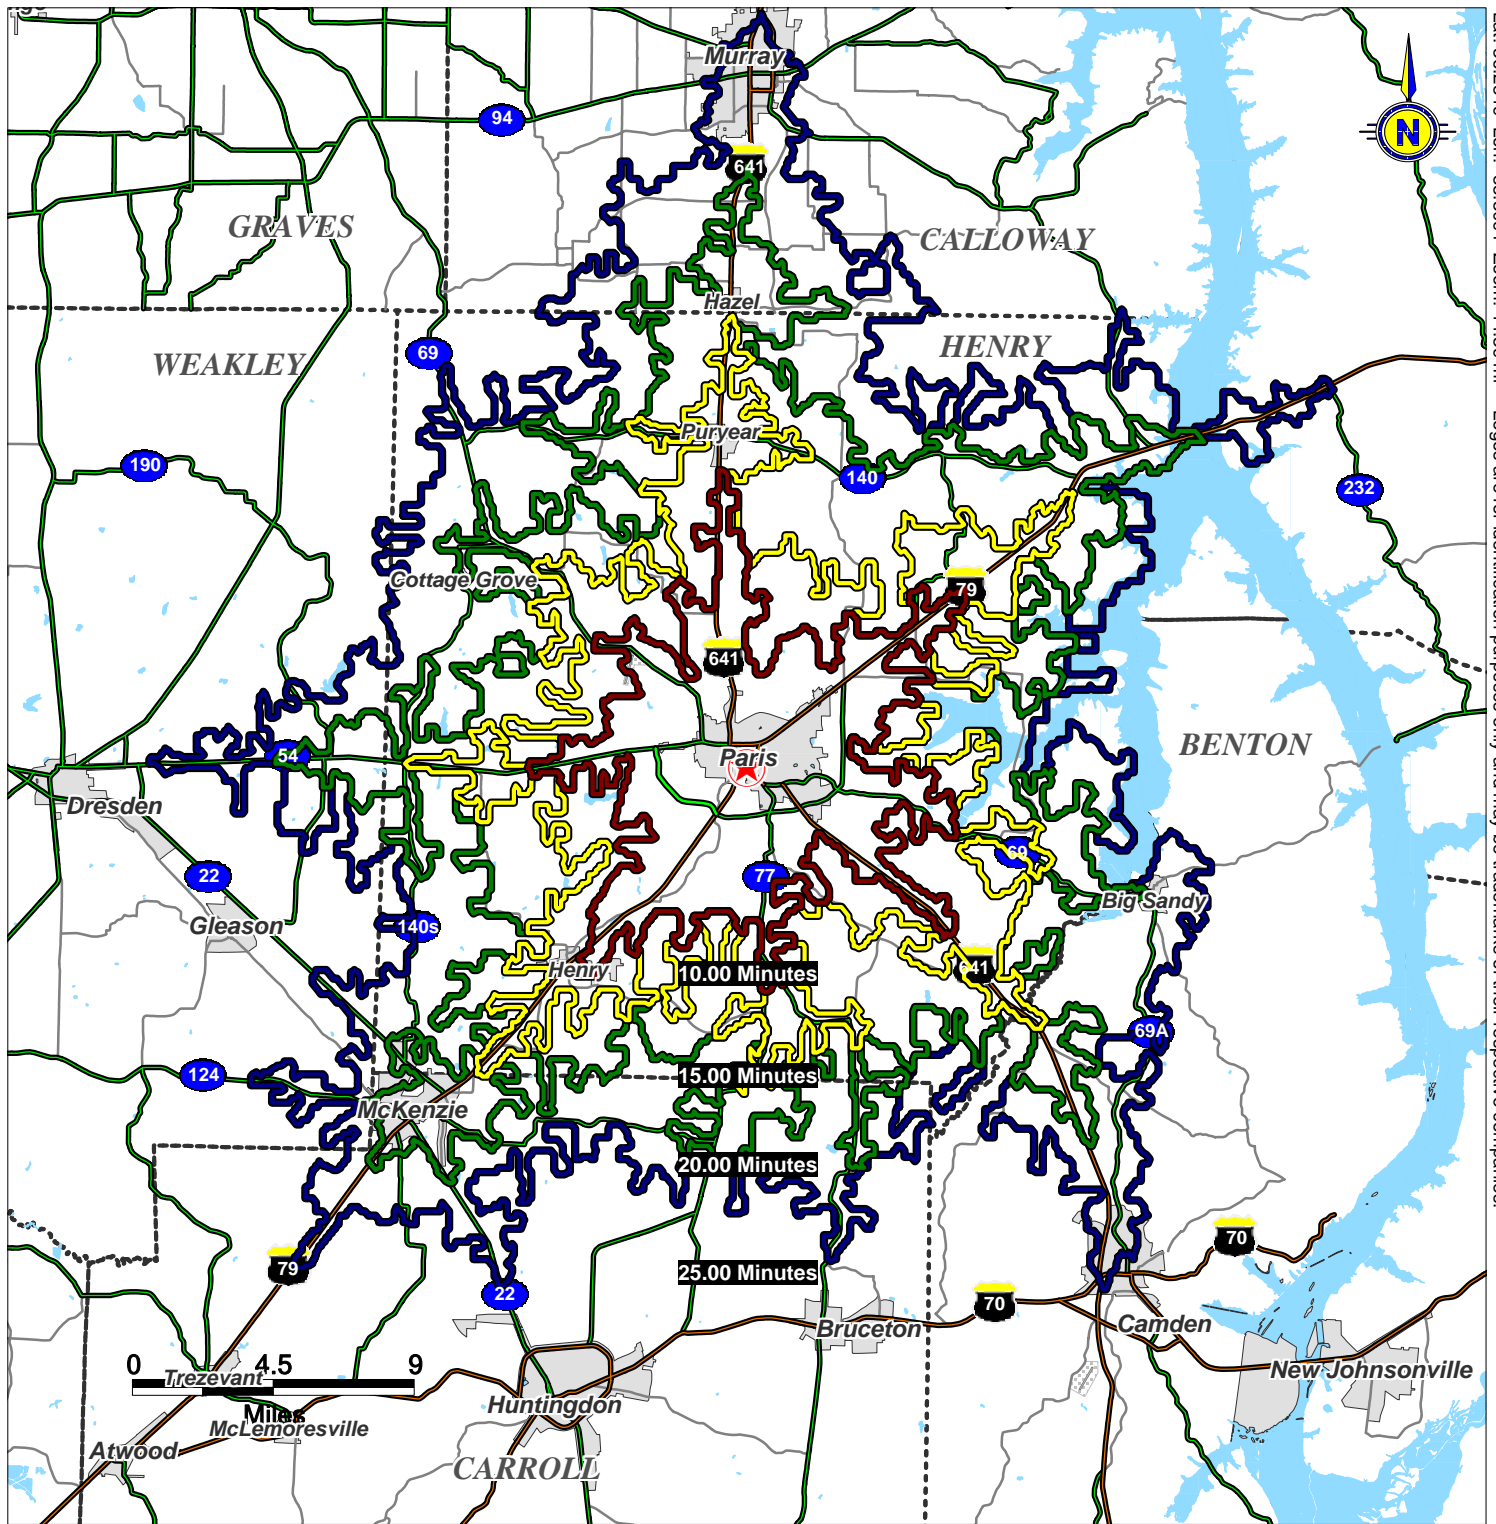 Murray
94
641
N
GRAVES
CALLOWAY
Hazel
WEAKLEY
69
HENRY
Puryear
190
140
232
Cottage Grove
79
641
BENTON
54
Paris
Dresden
22
77
69
Big Sandy
Gleason
140s
Henry
10.00 Minutes
641
69A
124
15.00 Minutes
McKenzie
20.00 Minutes
70
79
25.00 Minutes
22
70
Bruceton
Camden
0 4.5 9
Trezevant
New Johnsonville
Miles
Huntingdon
McLemoresville
Atwood
CARROLL